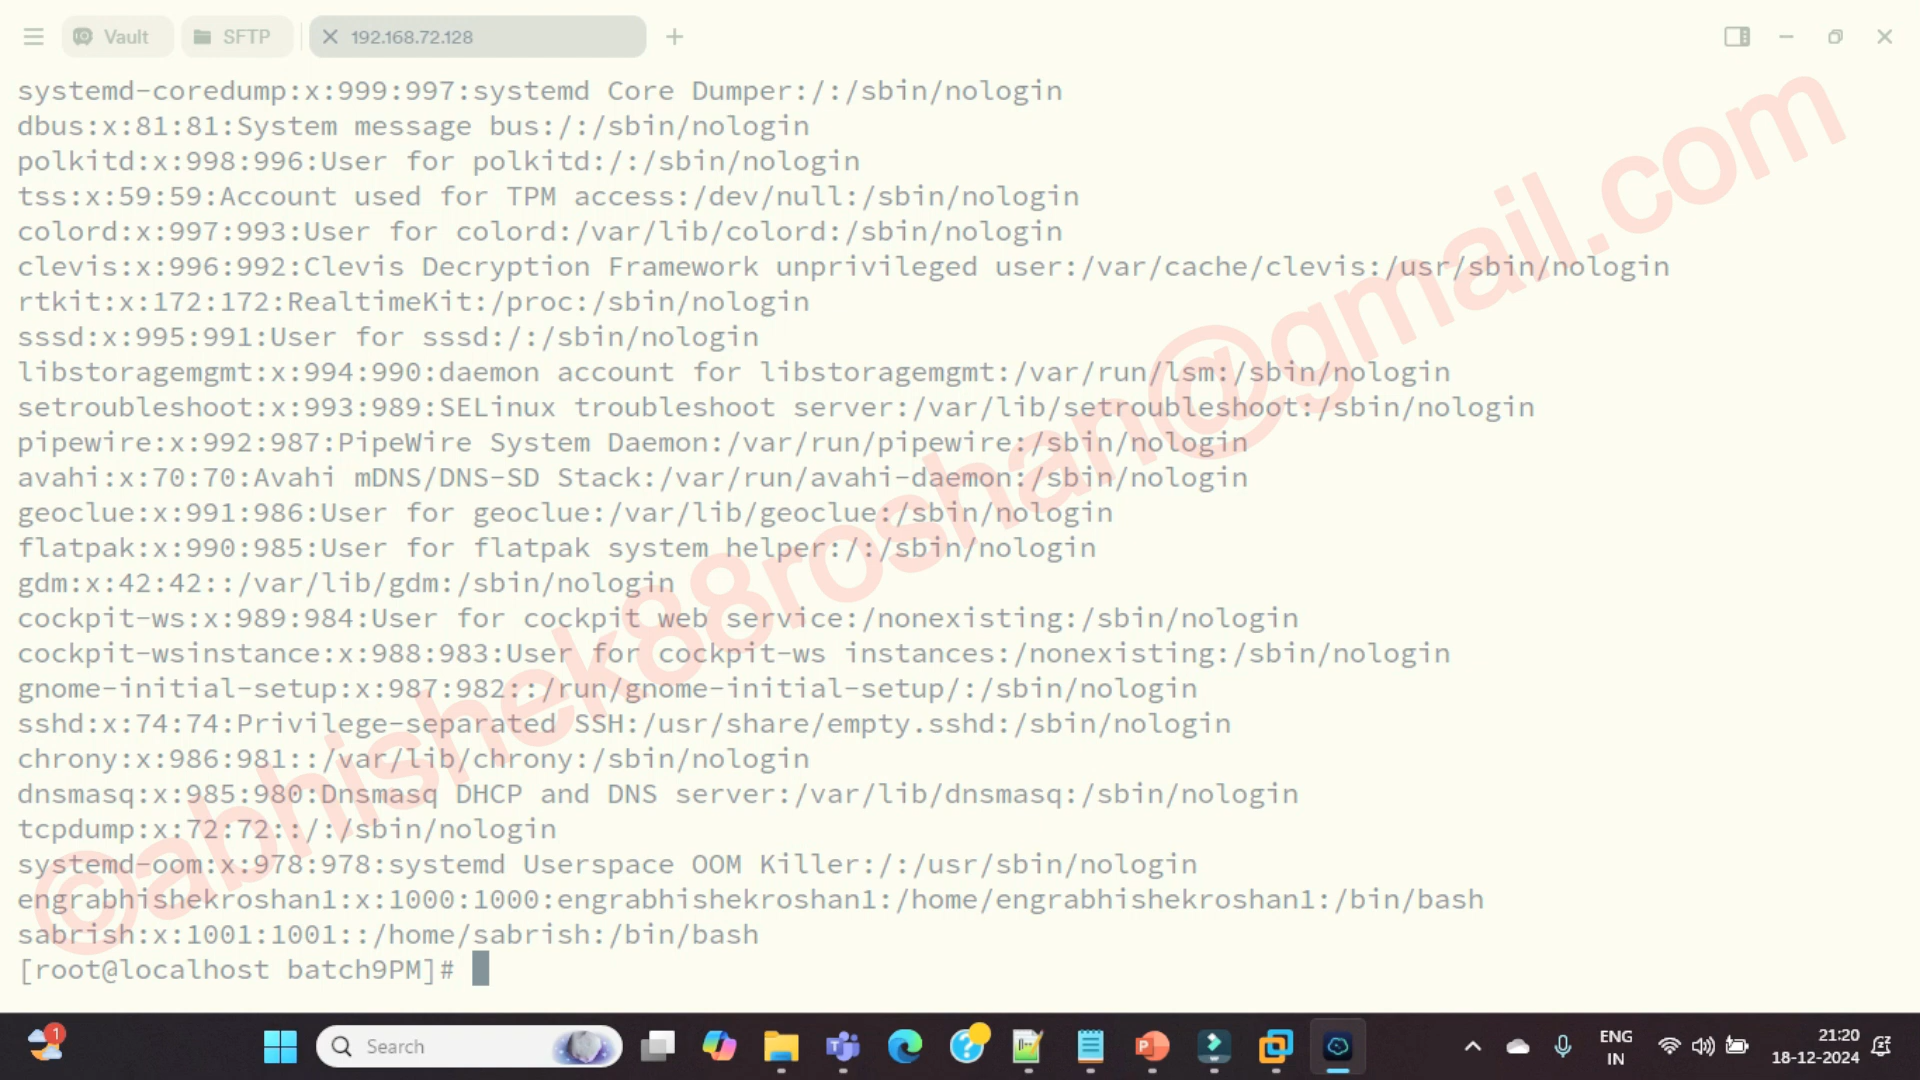 Vault
SFTP
192.168.72.128
systemd-coredump:x:999:997:systemd Core Dumper:/:/sbin/nologin
dbus:x:81:81:System message bus:/:/sbin/nologin
polkitd:x:998:996:User for polkitd:/:/sbin/nologin
tss:x:59:59:Account used for TPM access:/dev/null:/sbin/nologin
colord:x:997:993:User for colord:/var/lib/colord:/sbin/nologin
clevis:x:996:992:Clevis Decryption Framework unprivileged user:/var/cache/clevis:/usr/sbin/nologin
rtkit:x:172:172:RealtimeKit:/proc:/sbin/nologin
sssd:x:995:991:User for sssd:/:/sbin/nologin
libstoragemgmt:x:994:990:daemon account for libstoragemgmt:/var/run/lsm:/sbin/nologin
setroubleshoot:x:993:989:SELinux troubleshoot server:/var/lib/setroubleshoot:/sbin/nologin
pipewire:x:992:987:PipeWire System Daemon:/var/run/pipewire:/sbin/nologin
avahi:x:70:70:Avahi mDNS/DNS-SD Stack:/var/run/avahi-daemon:/sbin/nologin
geoclue:x:991:986:User for geoclue:/var/lib/geoclue:/sbin/nologin
flatpak:x:990:985:User for flatpak system helper:/:/sbin/nologin
gdm:x:42:42::/var/lib/gdm:/sbin/nologin
cockpit-ws:x:989:984:User for cockpit web service:/nonexisting:/sbin/nologin
cockpit-wsinstance:x:988:983:User for cockpit-ws instances:/nonexisting:/sbin/nologin
gnome-initial-setup:x:987:982::/run/gnome-initial-setup/:/sbin/nologin
sshd:x:74:74:Privilege-separated SSH:/usr/share/empty.sshd:/sbin/nologin
chrony:x:986:981::/var/lib/chrony:/sbin/nologin
dnsmasq:x:985:980:Dnsmasq DHCP and DNS server:/var/lib/dnsmasq:/sbin/nologin
tcpdump:x:72:72::/:/sbin/nologin
systemd-oom:x:978:978:systemd Userspace OOM Killer:/:/usr/sbin/nologin
engrabhishekroshan1:x:1000:1000:engrabhishekroshan1:/home/engrabhishekroshan1:/bin/bash
sabrish:x:1001:1001::/home/sabrish:/bin/bash
[root@localhost batch9PM]#
©abhishek88roshan@gmail.com
1
Search
ENG
IN
21:20
18-12-2024